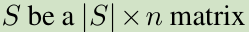 S be a |S| × n matrix